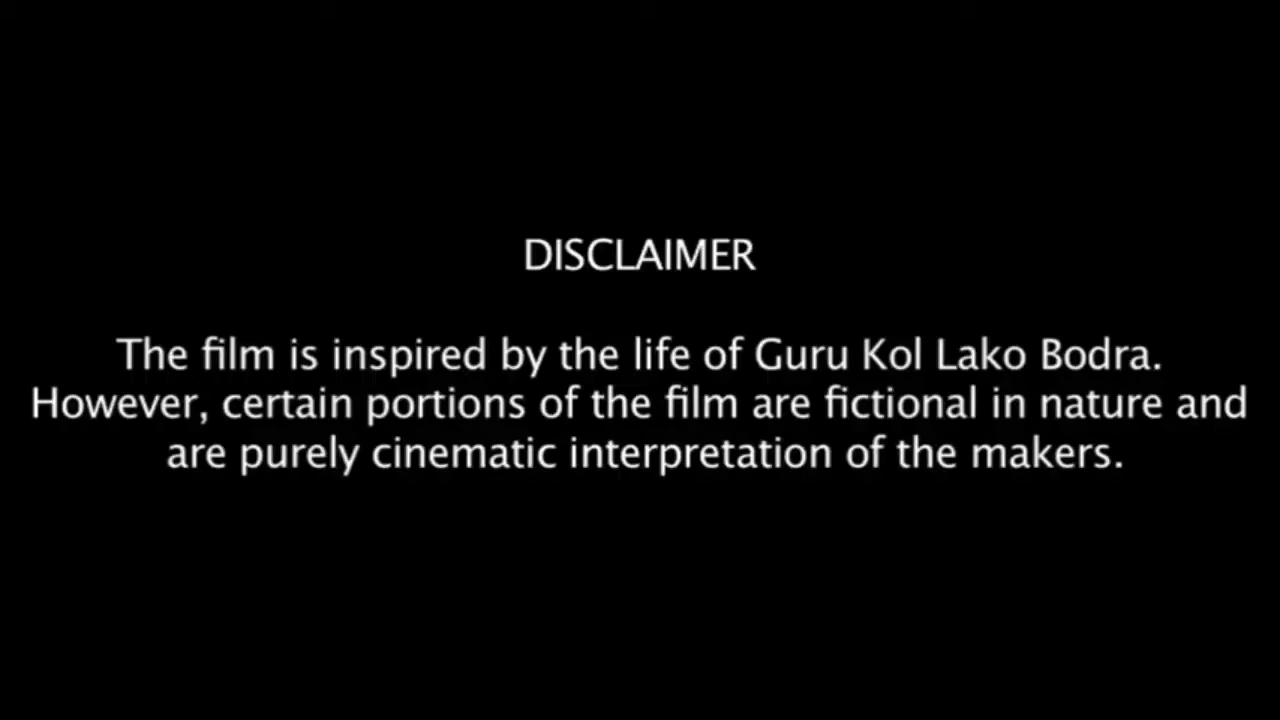 DISCLAIMER
The film is inspired by the life of Guru Kol Lako Bodra.
However, certain portions of the film are fictional in nature and
are purely cinematic interpretation of the makers.